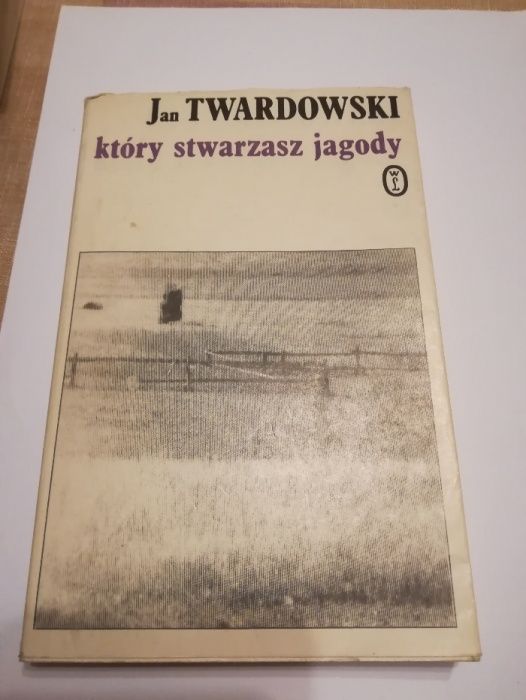 Jan TWARDOWSKI
który stwarzasz jagody
W
Ł